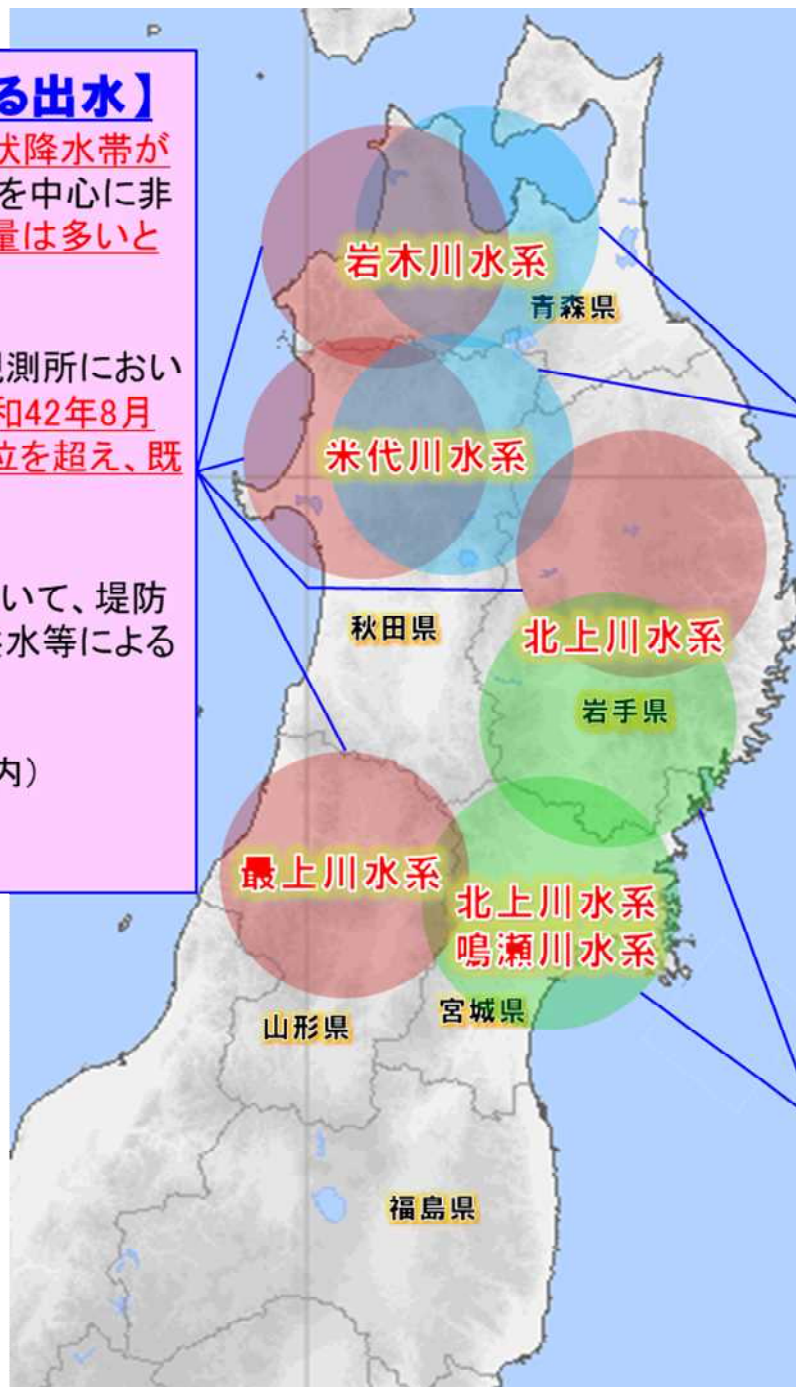 る出水】
状降水帯が
を中心に非
量は多いと
観測所におい
和42年8月
位を超え、既
いて、堤防
水等による
内）
岩木川水系
青森県
米代川水系
秋田県
北上川水系
岩手県
最上川水系
北上川水系
鳴瀬川水系
宮城県
山形県
福島県